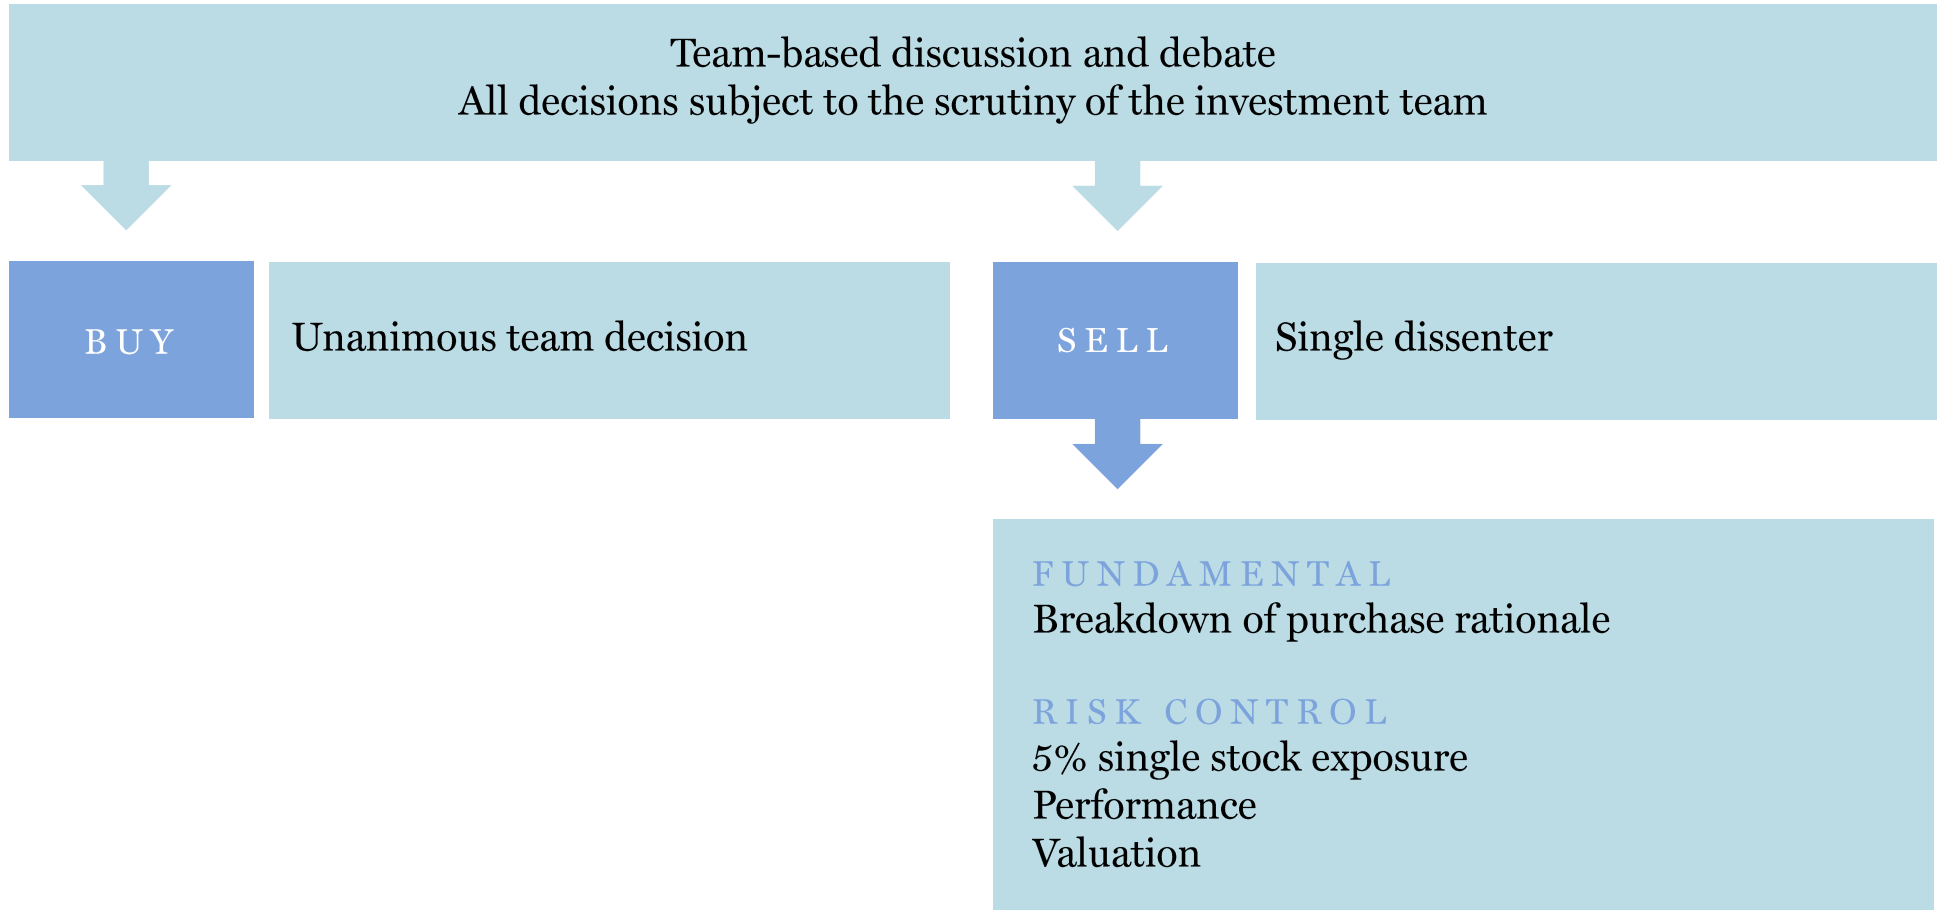 Team-based discussion and debate
All decisions subject to the scrutiny of the investment team
BUY
Unanimous team decision
SELL
Single dissenter
FUNDAMENTAL
Breakdown of purchase rationale
RISK CONTROL
5% single stock exposure
Performance
Valuation